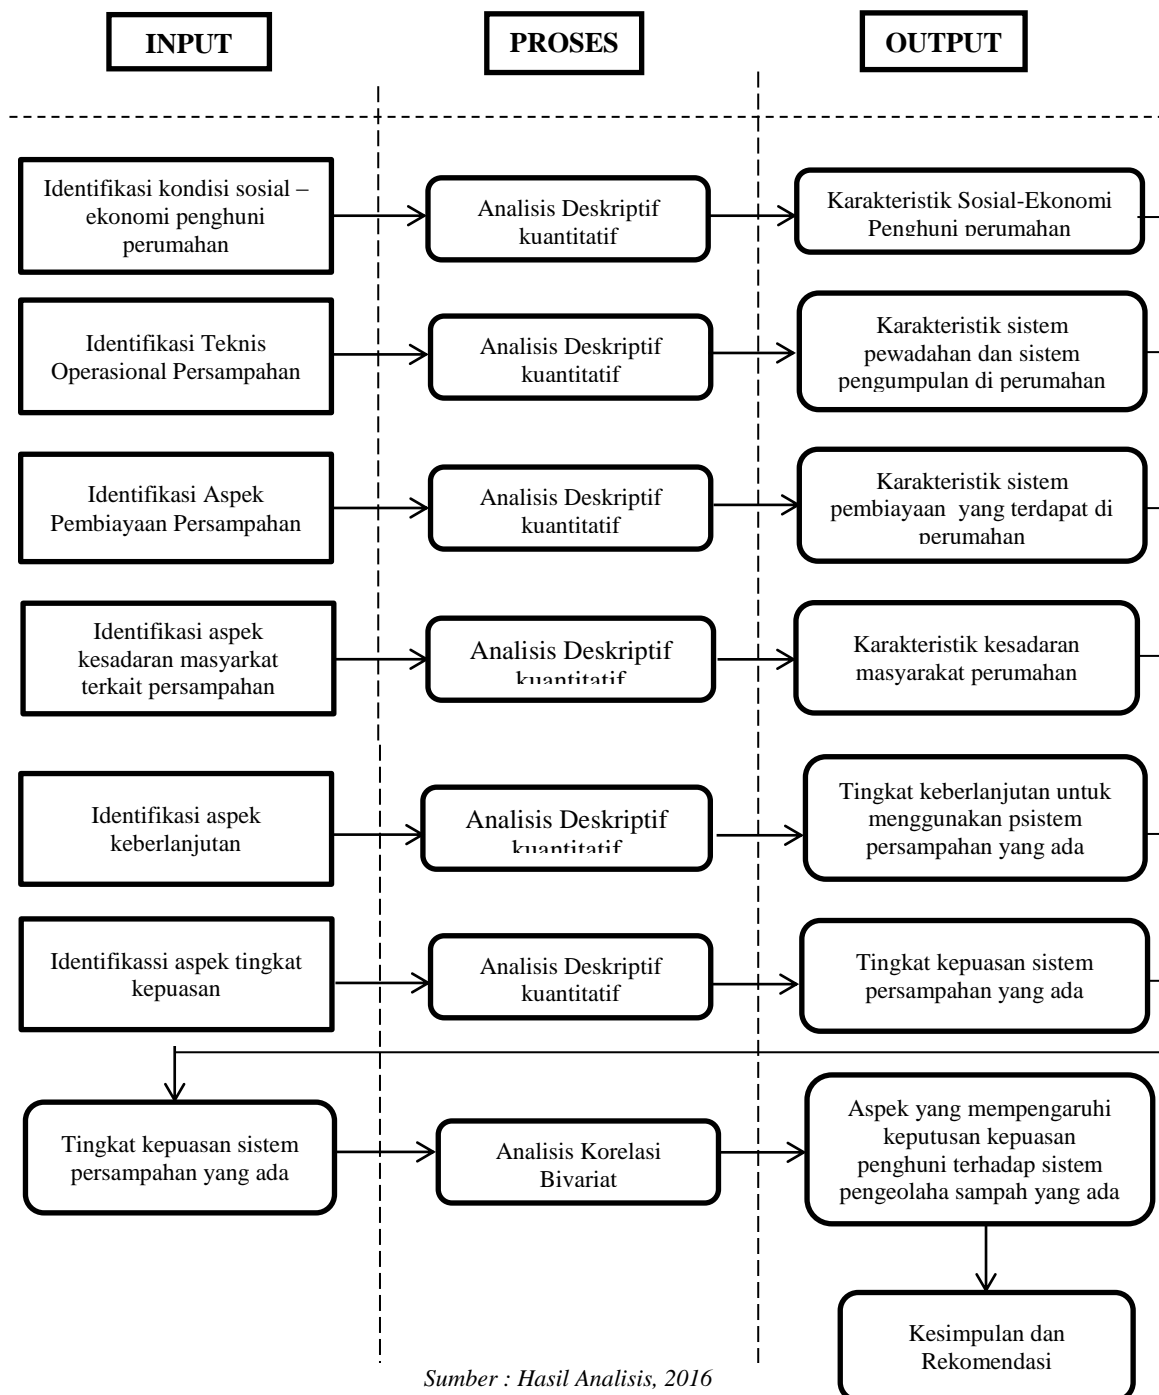 INPUT
PROSES
OUTPUT
Identifikasi kondisi sosial –
ekonomi penghuni
perumahan
Analisis Deskriptif
kuantitatif
Karakteristik Sosial-Ekonomi
Penghuni perumahan
Identifikasi Teknis
Operasional Persampahan
Analisis Deskriptif
kuantitatif
Karakteristik sistem
pewadahan dan sistem
pengumpulan di perumahan
Identifikasi Aspek
Pembiayaan Persampahan
Analisis Deskriptif
kuantitatif
Karakteristik sistem
pembiayaan yang terdapat di
perumahan
Identifikasi aspek
kesadaran masyarkat
terkait persampahan
Analisis Deskriptif
kuantitatif
Karakteristik kesadaran
masyarakat perumahan
Identifikasi aspek
keberlanjutan
Analisis Deskriptif
kuantitatif
Tingkat keberlanjutan untuk
menggunakan psistem
persampahan yang ada
Identifikassi aspek tingkat
kepuasan
Analisis Deskriptif
kuantitatif
Tingkat kepuasan sistem
persampahan yang ada
Tingkat kepuasan sistem
persampahan yang ada
Analisis Korelasi
Bivariat
Aspek yang mempengaruhi
keputusan kepuasan
penghuni terhadap sistem
pengeolaha sampah yang ada
Kesimpulan dan
Rekomendasi
Sumber : Hasil Analisis, 2016